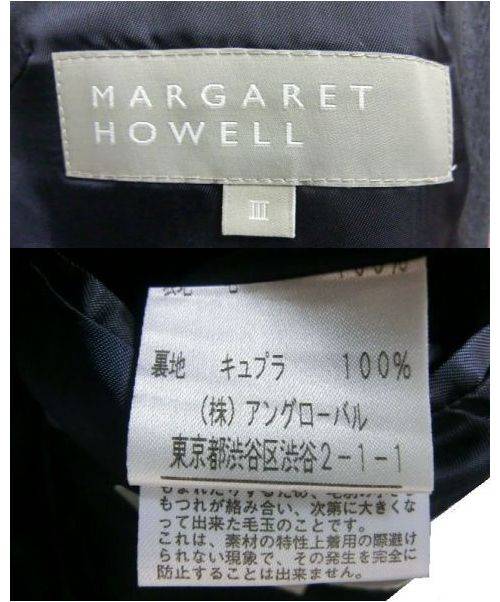 MARGARET
HOWELL
III
表地 毛 100%
裏地 キュプラ 100%
(株)アングローバル
東京都渋谷区渋谷2-1-1
もつれが絡み合い、次第に大きくな
って出来た毛玉のことです。
これは、素材の特性上着用の際避け
られない現象で、その発生を完全に
防止することは出来ません。